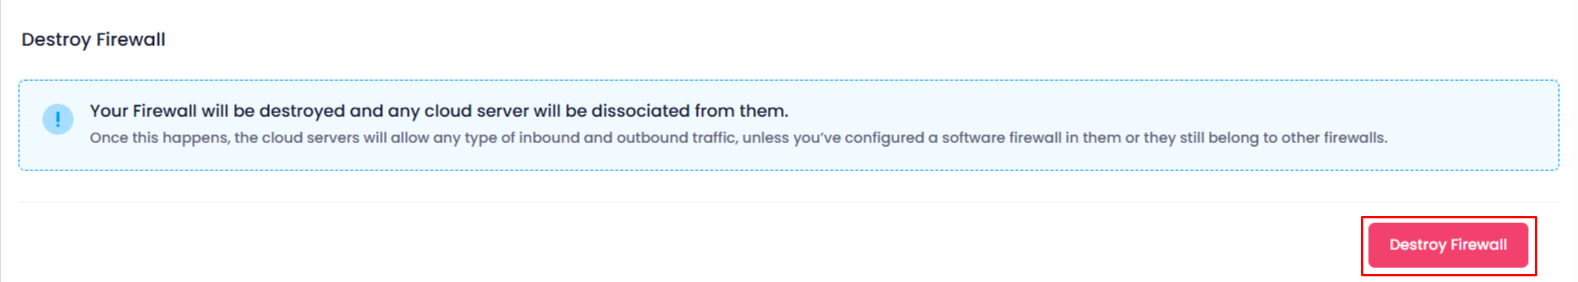 Destroy Firewall
!
Your Firewall will be destroyed and any cloud server will be dissociated from them.
Once this happens, the cloud servers will allow any type of inbound and outbound traffic, unless you’ve configured a software firewall in them or they still belong to other firewalls.
Destroy Firewall